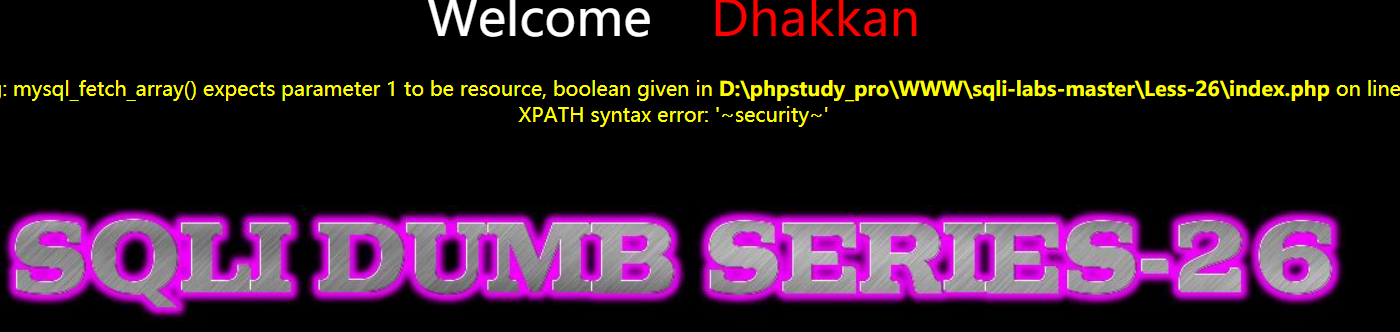 Welcome Dhakkan
: mysql_fetch_array() expects parameter 1 to be resource, boolean given in D:\phpstudy_pro\WWW\sqli-labs-master\Less-26\index.php on line
XPATH syntax error: '~security~'
SQLI DUMB SERIES-26